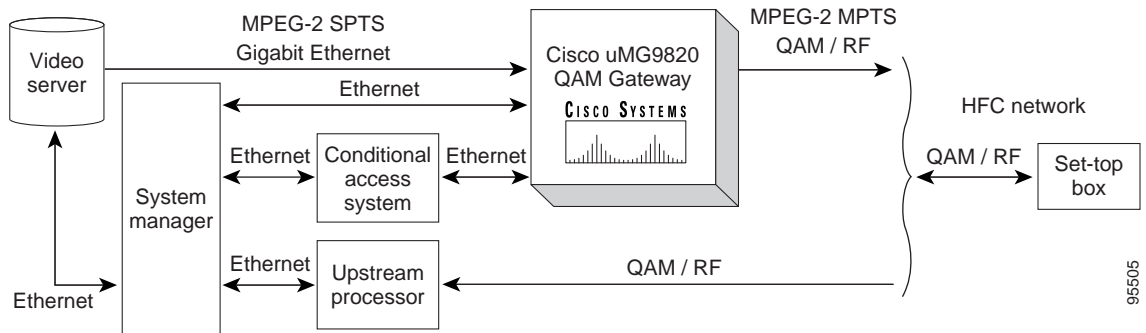 MPEG-2 SPTS
Gigabit Ethernet
MPEG-2 MPTS
QAM / RF
Video
server
Cisco uMG9820
QAM Gateway
CISCO SYSTEMS
Ethernet
HFC network
Ethernet
Conditional
access
system
Ethernet
QAM / RF
Set-top
box
System
manager
Ethernet
Upstream
processor
QAM / RF
Ethernet
95505